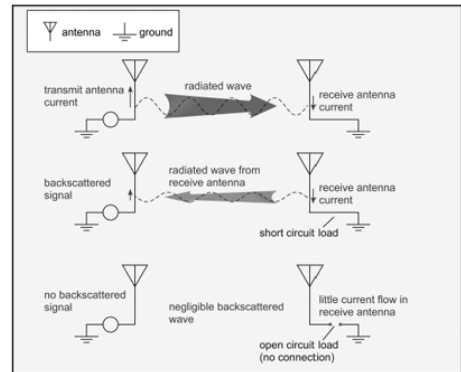 antenna
ground
transmit antenna
current
radiated wave
receive antenna
current
backscattered
signal
radiated wave from
receive antenna
receive antenna
current
short circuit load
no backscattered
signal
negligible backscattered
wave
little current flow in
receive antenna
open circuit load
(no connection)